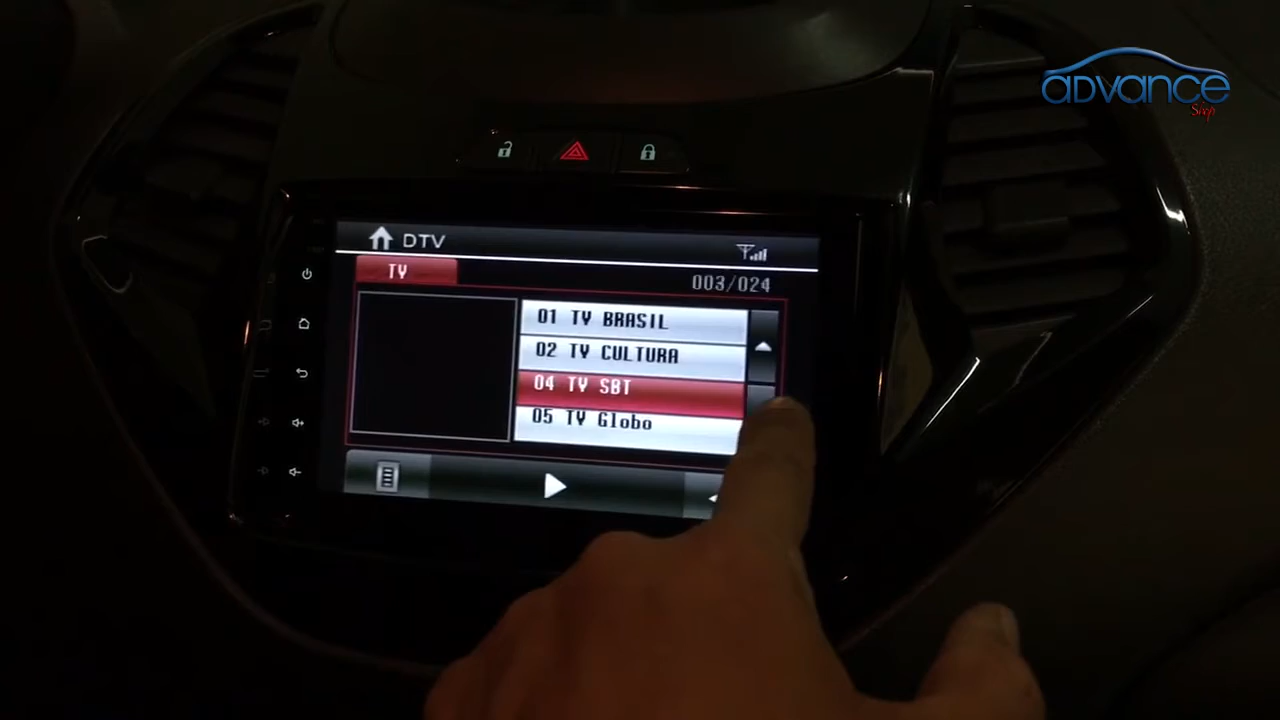 ADVANCE
Shop
DTV
TV
003/024
01 TV BRASIL
02 TV CULTURA
04 TV SBT
05 TV Globo